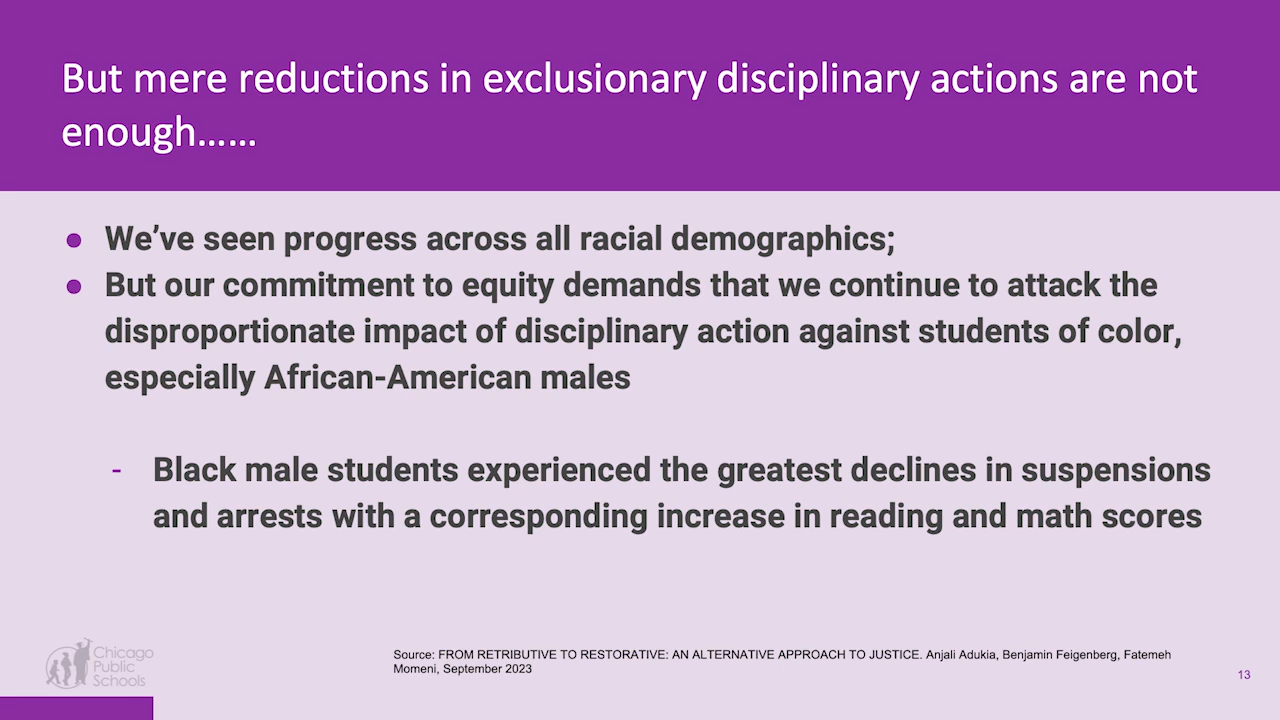 But mere reductions in exclusionary disciplinary actions are not
enough……
● We’ve seen progress across all racial demographics;
● But our commitment to equity demands that we continue to attack the
disproportionate impact of disciplinary action against students of color,
especially African-American males
- Black male students experienced the greatest declines in suspensions
and arrests with a corresponding increase in reading and math scores
Chicago
Public
Schools
Source: FROM RETRIBUTIVE TO RESTORATIVE: AN ALTERNATIVE APPROACH TO JUSTICE. Anjali Adukia, Benjamin Feigenberg, Fatemeh
Momeni, September 2023
13